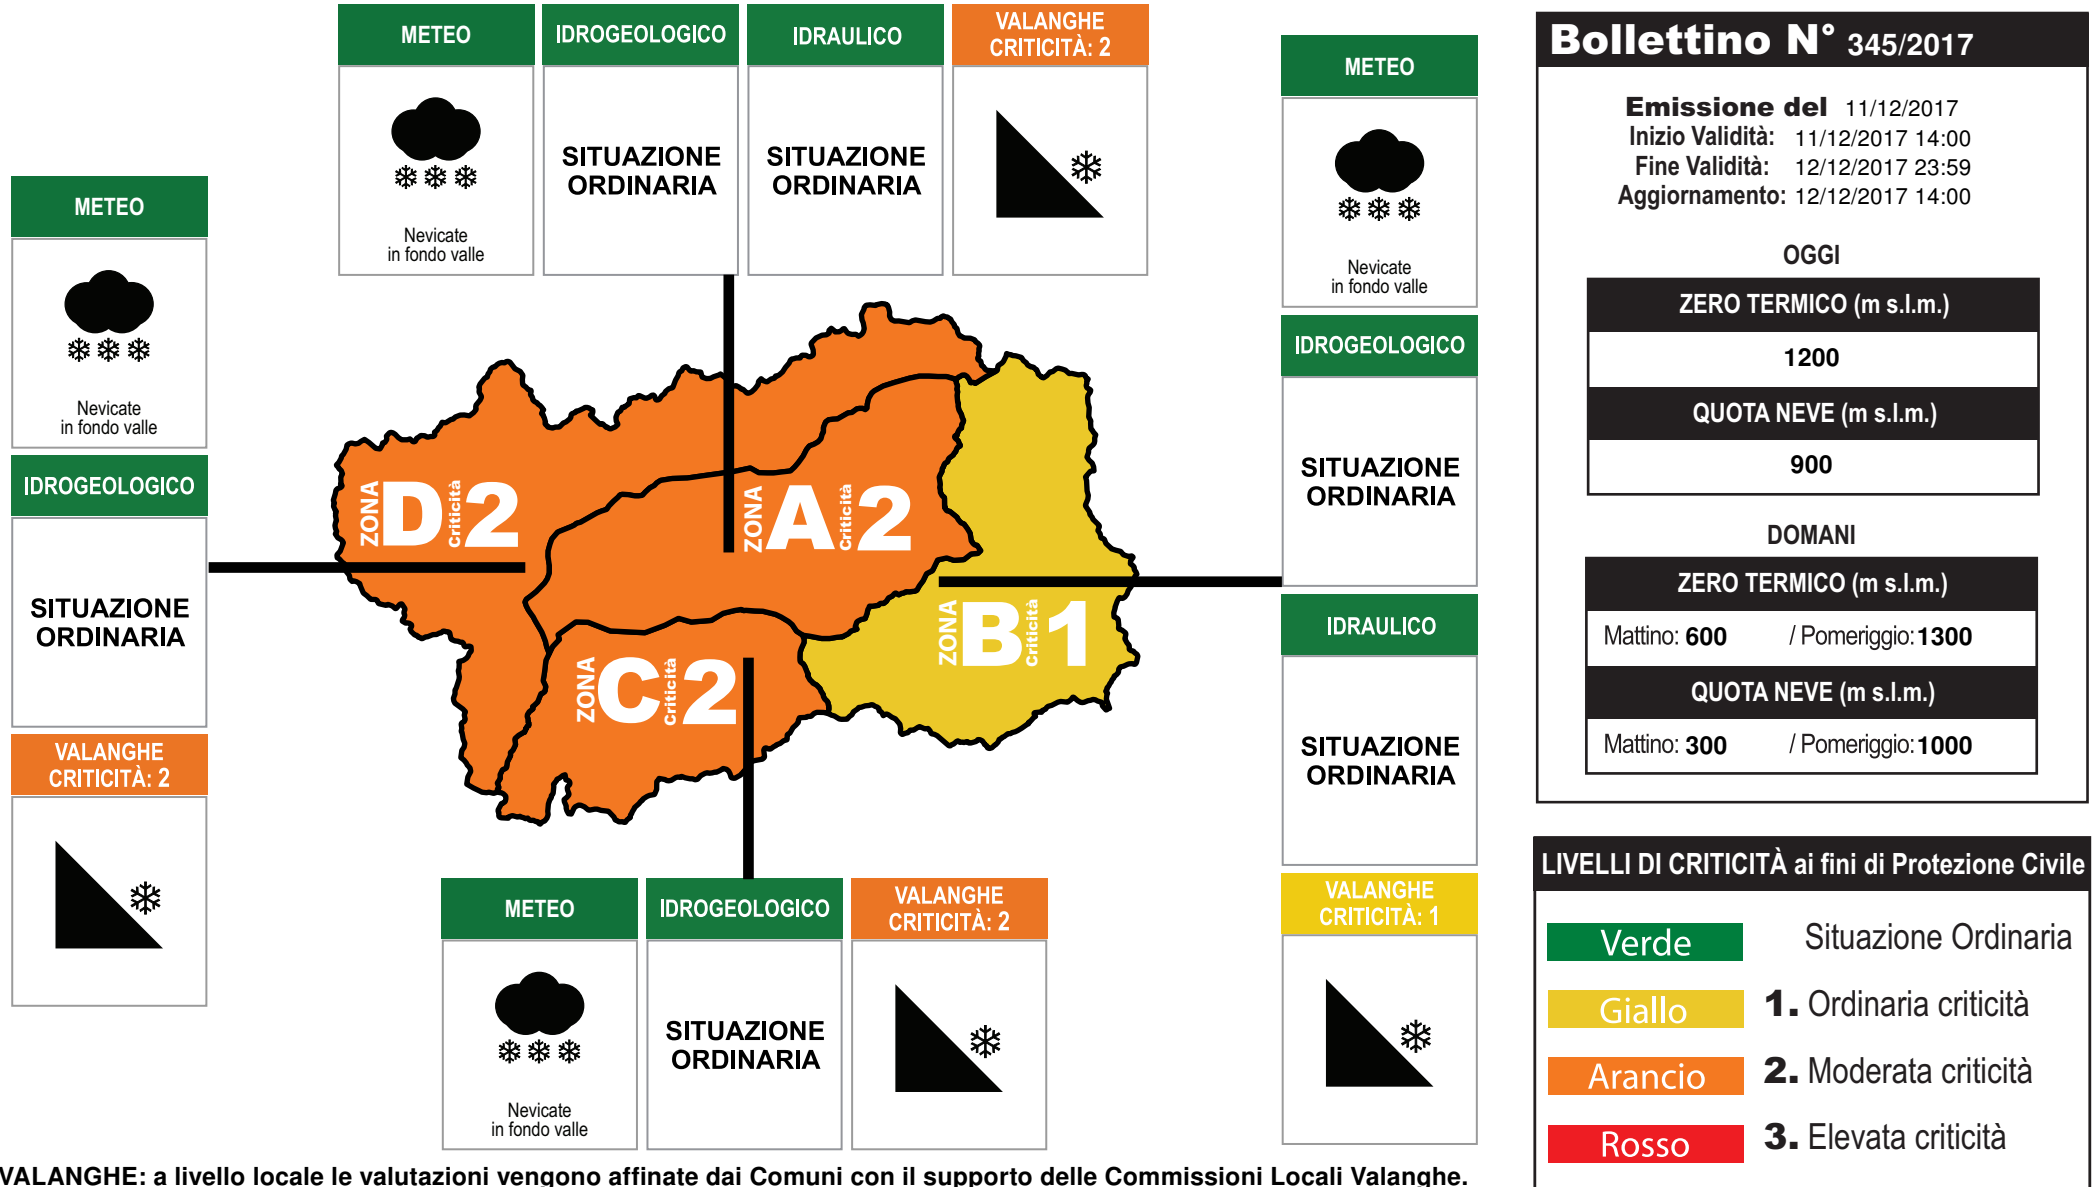 METEO
Nevicate
in fondo valle
IDROGEOLOGICO
SITUAZIONE
ORDINARIA
IDRAULICO
SITUAZIONE
ORDINARIA
VALANGHE
CRITICITÀ: 2
METEO
Nevicate
in fondo valle
IDROGEOLOGICO
SITUAZIONE
ORDINARIA
VALANGHE
CRITICITÀ: 2
ZONA D Criticità 2
ZONA A Criticità 2
ZONA B Criticità 1
ZONA C Criticità 2
METEO
Nevicate
in fondo valle
IDROGEOLOGICO
SITUAZIONE
ORDINARIA
IDRAULICO
SITUAZIONE
ORDINARIA
VALANGHE
CRITICITÀ: 1
METEO
Nevicate
in fondo valle
IDROGEOLOGICO
SITUAZIONE
ORDINARIA
VALANGHE
CRITICITÀ: 2
VALANGHE: a livello locale le valutazioni vengono affinate dai Comuni con il supporto delle Commissioni Locali Valanghe.
Bollettino N° 345/2017
Emissione del 11/12/2017
Inizio Validità: 11/12/2017 14:00
Fine Validità: 12/12/2017 23:59
Aggiornamento: 12/12/2017 14:00
OGGI
ZERO TERMICO (m s.l.m.)
1200
QUOTA NEVE (m s.l.m.)
900
DOMANI
ZERO TERMICO (m s.l.m.)
Mattino: 600 / Pomeriggio: 1300
QUOTA NEVE (m s.l.m.)
Mattino: 300 / Pomeriggio: 1000
LIVELLI DI CRITICITÀ ai fini di Protezione Civile
Verde Situazione Ordinaria
Giallo 1. Ordinaria criticità
Arancio 2. Moderata criticità
Rosso 3. Elevata criticità